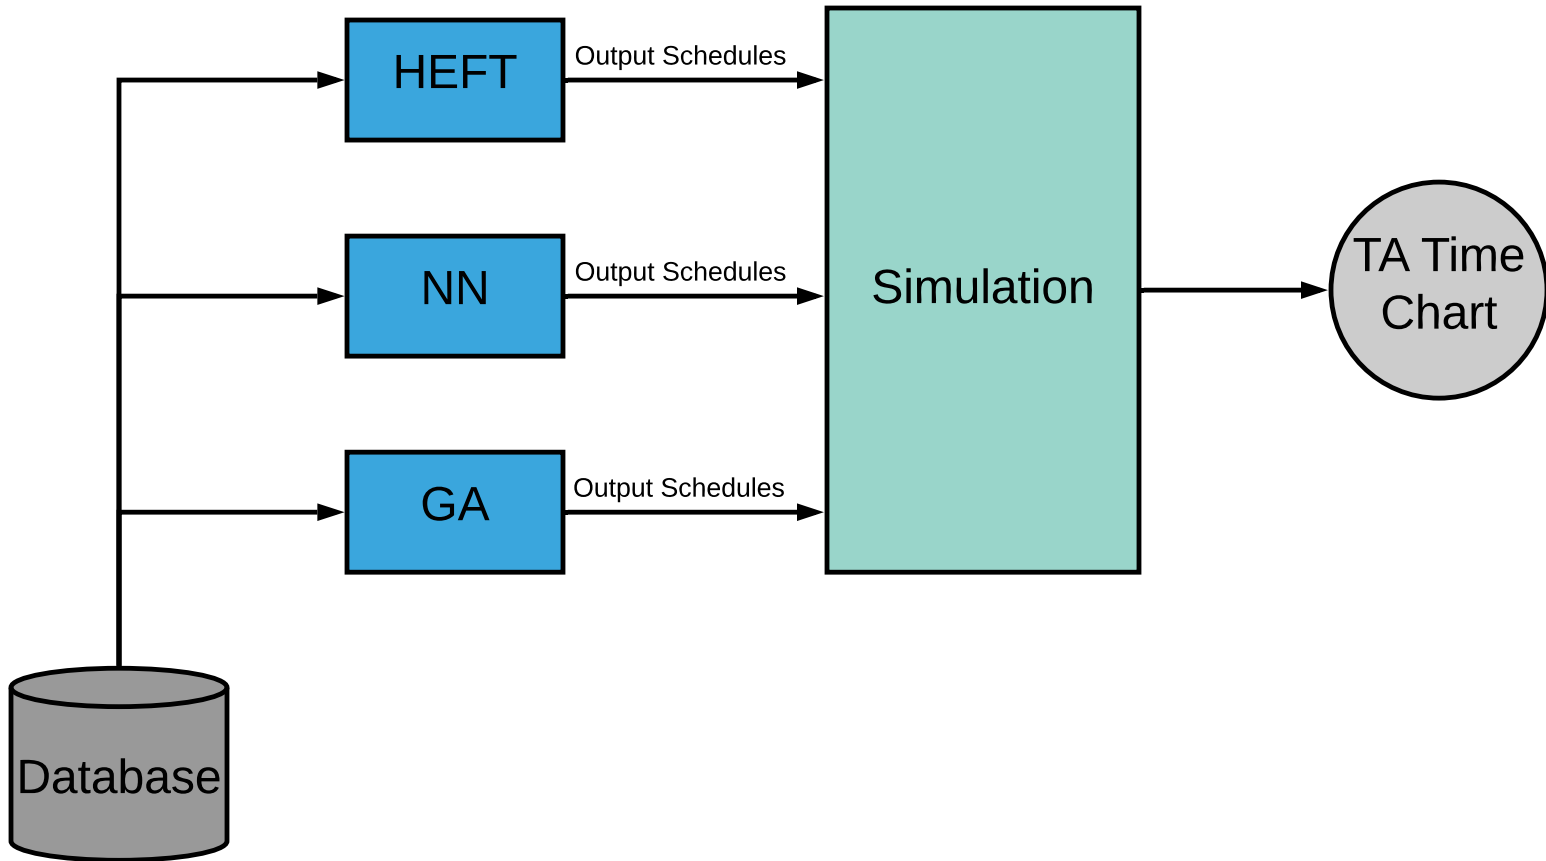 HEFT
Output Schedules
NN
Output Schedules
GA
Output Schedules
Simulation
TA Time
Chart
Database